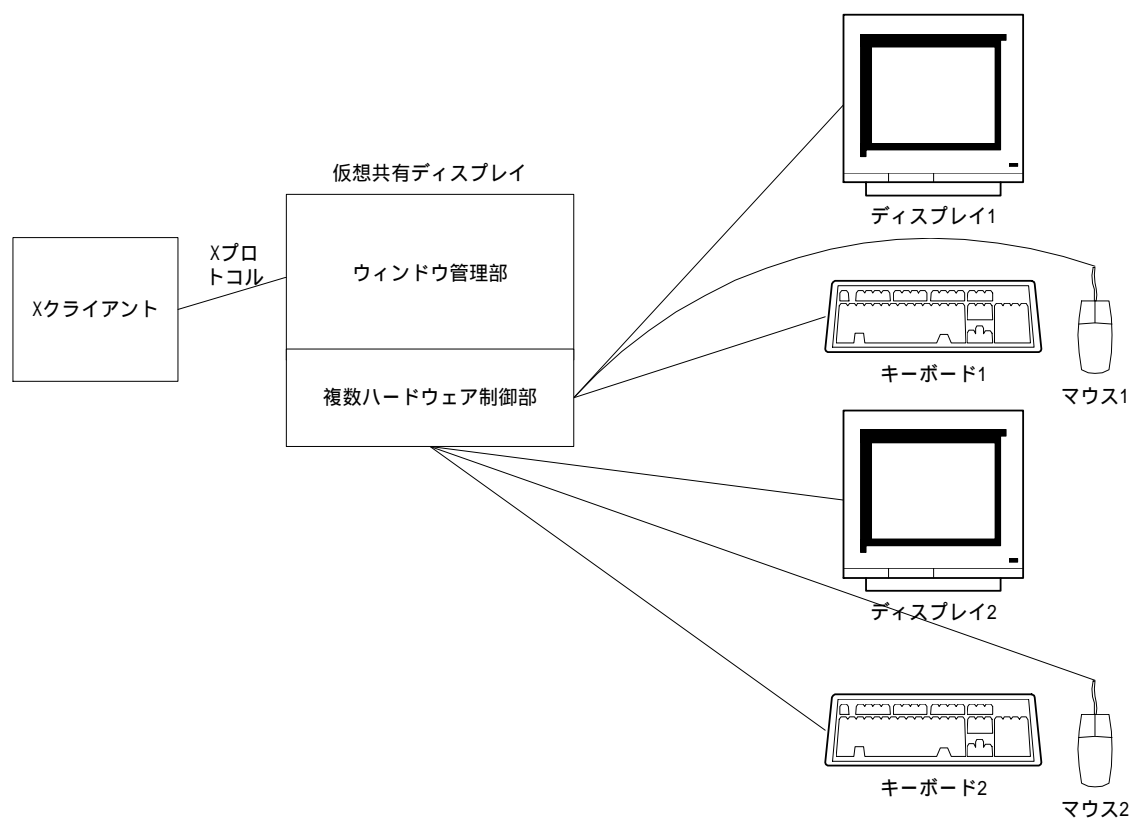 仮想共有ディスプレイ
Xクライアント
Xプロ
トコル
ウィンドウ管理部
複数ハードウェア制御部
ディスプレイ1
キーボード1
マウス1
ディスプレイ2
キーボード2
マウス2